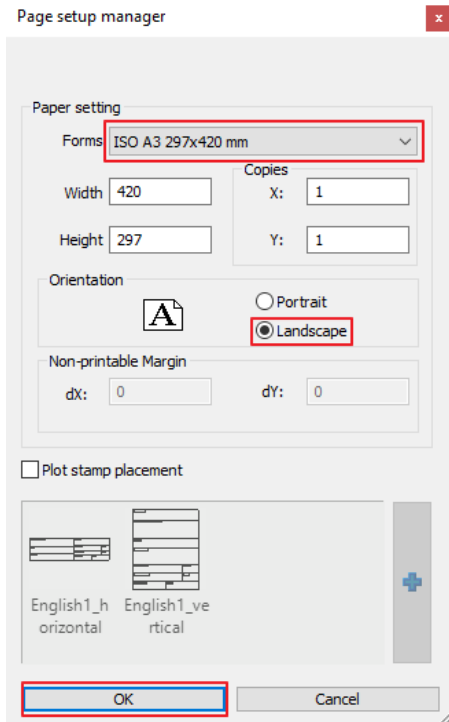 Page setup manager
x
Paper setting
Forms ISO A3 297x420 mm
Copies
Width 420 X: 1
Height 297 Y: 1
Orientation
A
Portrait
Landscape
Non-printable Margin
dX: 0 dY: 0
Plot stamp placement
English1_h
orizontal
English1_ve
rtical
OK Cancel